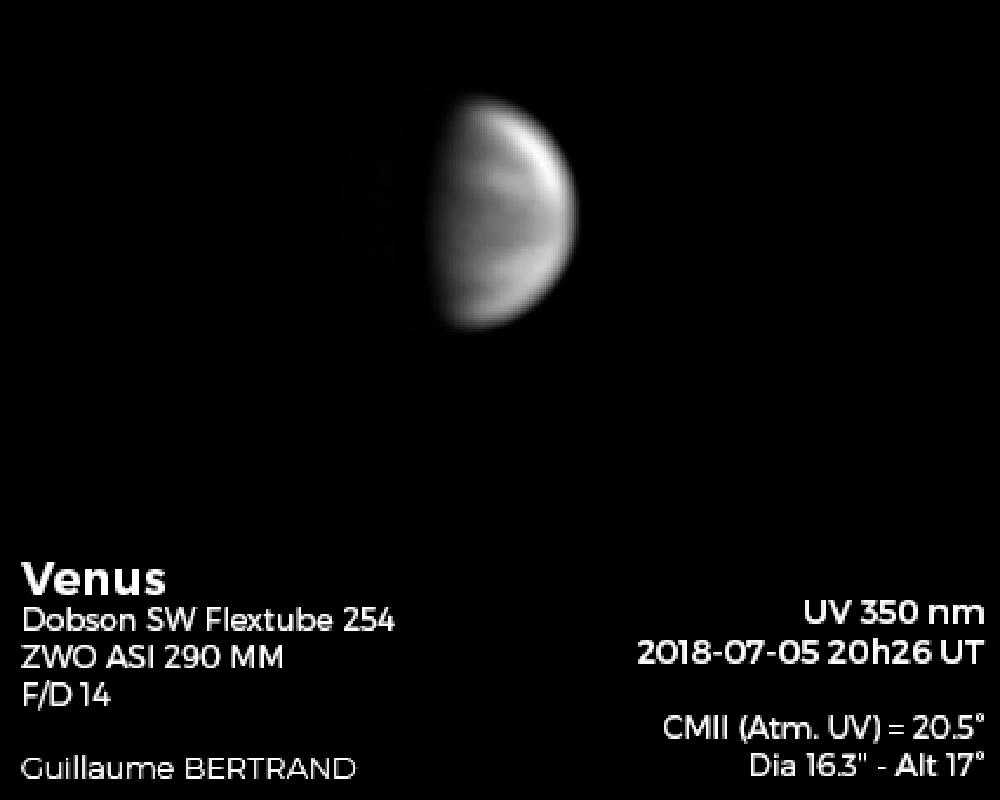 Venus
Dobson SW Flextube 254
ZWO ASI 290 MM
F/D 14
Guillaume BERTRAND
UV 350 nm
2018-07-05 20h26 UT
CMII (Atm. UV) = 20.5°
Dia 16.3" - Alt 17°